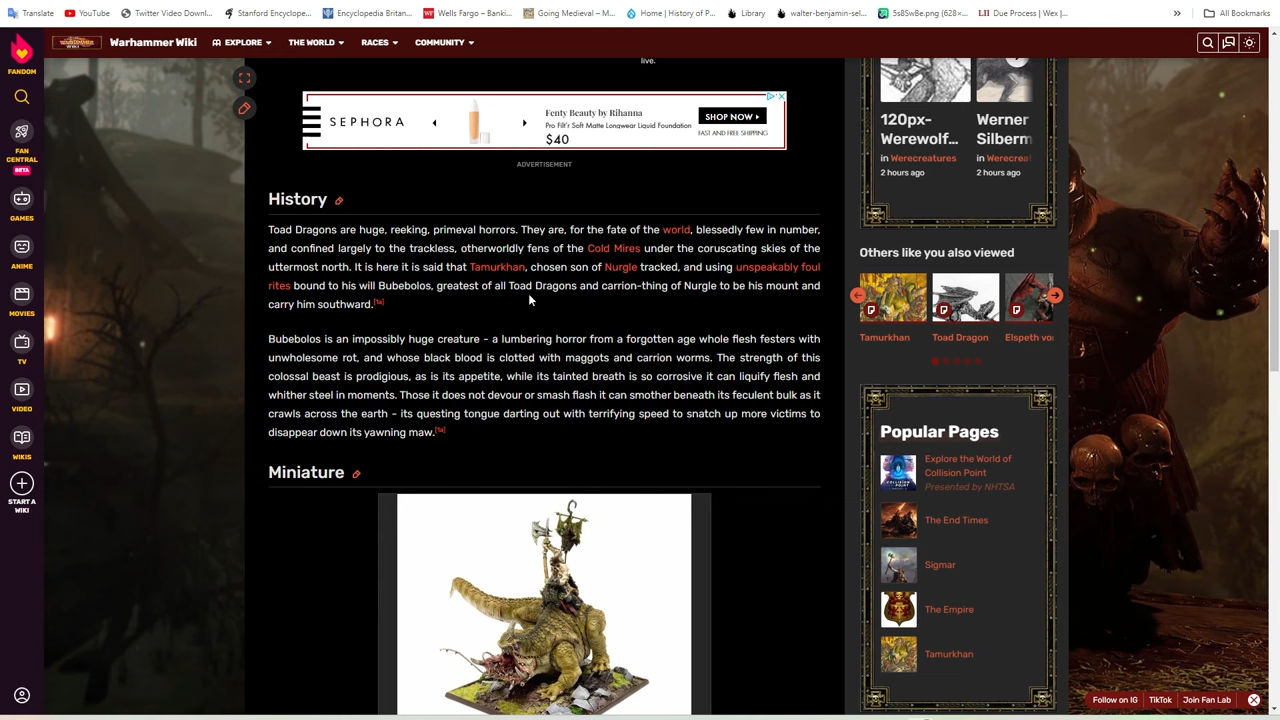 Translate
YouTube
Twitter Video Downl...
Stanford Encyclope...
Encyclopedia Britan...
Wells Fargo – Banki...
Going Medieval – M...
Home | History of P...
Library
walter-benjamin-sel...
5s8SwBe.png (628×...
LII Due Process | Wex |...
»
All Bookmarks
FANDOM
WARHAMMER WIKI
Warhammer Wiki
EXPLORE
THE WORLD
RACES
COMMUNITY
FAN CENTRAL
BETA
GAMES
ANIME
MOVIES
TV
VIDEO
WIKIS
START A WIKI
live.
SEPHORA
Fenty Beauty by Rihanna
Pro Filt'r Soft Matte Longwear Liquid Foundation
$40
SHOP NOW
FAST AND FREE SHIPPING
ADVERTISEMENT
History
Toad Dragons are huge, reeking, primeval horrors. They are, for the fate of the world, blessedly few in number,
and confined largely to the trackless, otherworldly fens of the Cold Mires under the coruscating skies of the
uttermost north. It is here it is said that Tamurkhan, chosen son of Nurgle tracked, and using unspeakably foul
rites bound to his will Bubebolos, greatest of all Toad Dragons and carrion-thing of Nurgle to be his mount and
carry him southward.[1a]
Bubebolos is an impossibly huge creature - a lumbering horror from a forgotten age whole flesh festers with
unwholesome rot, and whose black blood is clotted with maggots and carrion worms. The strength of this
colossal beast is prodigious, as is its appetite, while its tainted breath is so corrosive it can liquify flesh and
whither steel in moments. Those it does not devour or smash flash it can smother beneath its feculent bulk as it
crawls across the earth - its questing tongue darting out with terrifying speed to snatch up more victims to
disappear down its yawning maw.[1a]
Miniature
120px-
Werewolf...
in Werecreatures
2 hours ago
Werner
Silberm
in Werecreat
2 hours ago
Others like you also viewed
Tamurkhan
Toad Dragon
Elspeth vo
Popular Pages
Explore the World of
Collision Point
Presented by NHTSA
The End Times
Sigmar
The Empire
Tamurkhan
Follow on IG
TikTok
Join Fan Lab